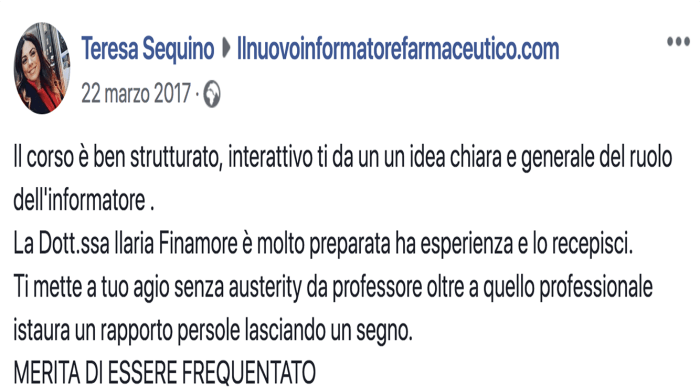 Teresa Sequino ▸ Ilnuovoinformatorefarmaceutico.com
22 marzo 2017 ·
Il corso è ben strutturato, interattivo ti da un un idea chiara e generale del ruolo
dell'informatore .
La Dott.ssa Ilaria Finamore è molto preparata ha esperienza e lo recepisci.
Ti mette a tuo agio senza austerity da professore oltre a quello professionale
istaura un rapporto persole lasciando un segno.
MERITA DI ESSERE FREQUENTATO